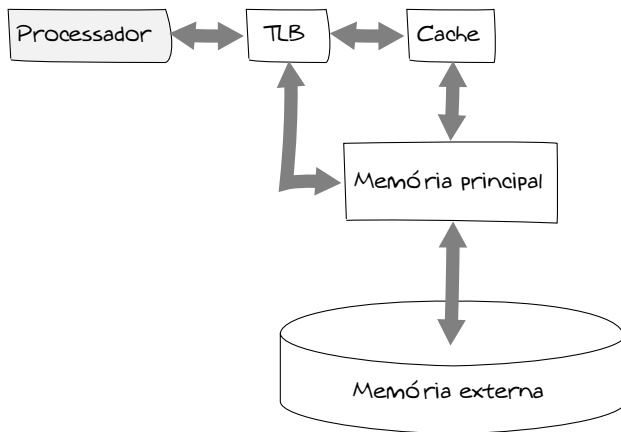 Processador
TLB
Cache
Memória principal
Memória externa